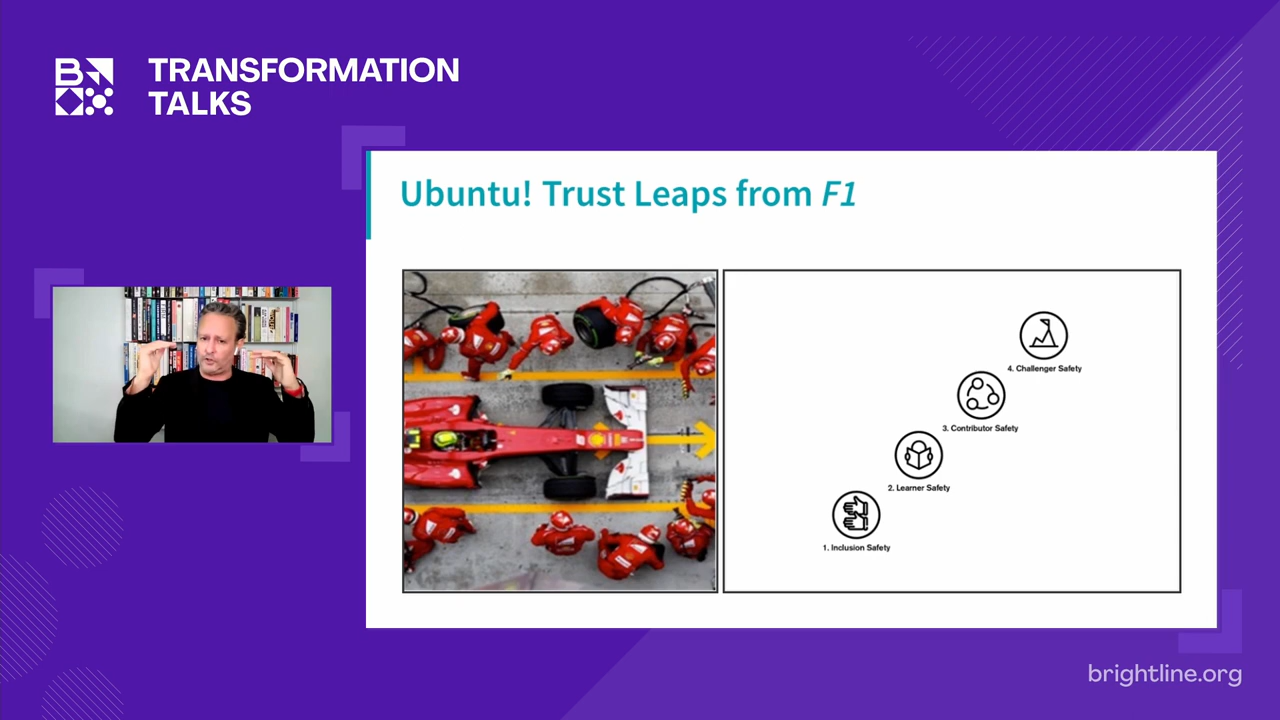 TRANSFORMATION
TALKS
Ubuntu! Trust Leaps from F1
4. Challenger Safety
3. Contributor Safety
2. Learner Safety
1. Inclusion Safety
brightline.org